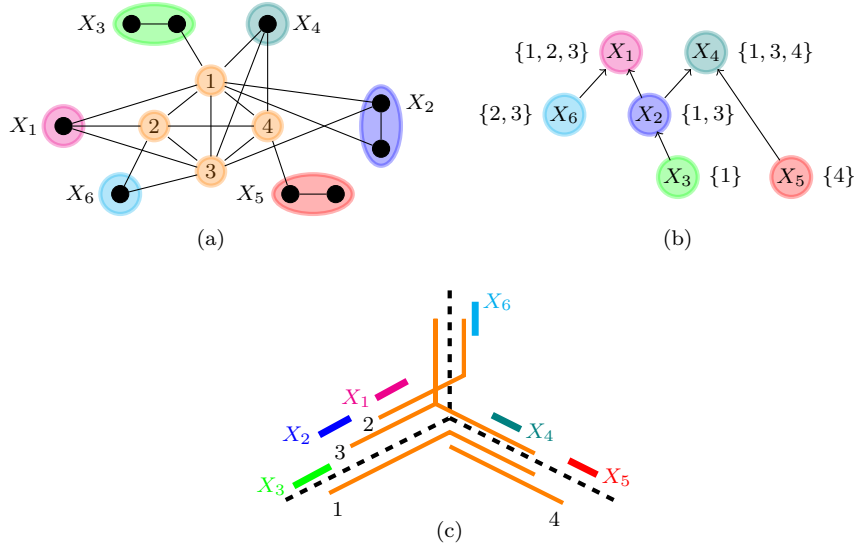 X₃
X₄
1
X₂
X₁
2
4
3
X₆
X₅
(a)
{1, 2, 3} X₁ X₄ {1, 3, 4}
{2, 3} X₆ X₂ {1, 3}
X₃ {1} X₅ {4}
(b)
X₆
X₁
2
X₂
X₄
3
X₃
X₅
1
4
(c)